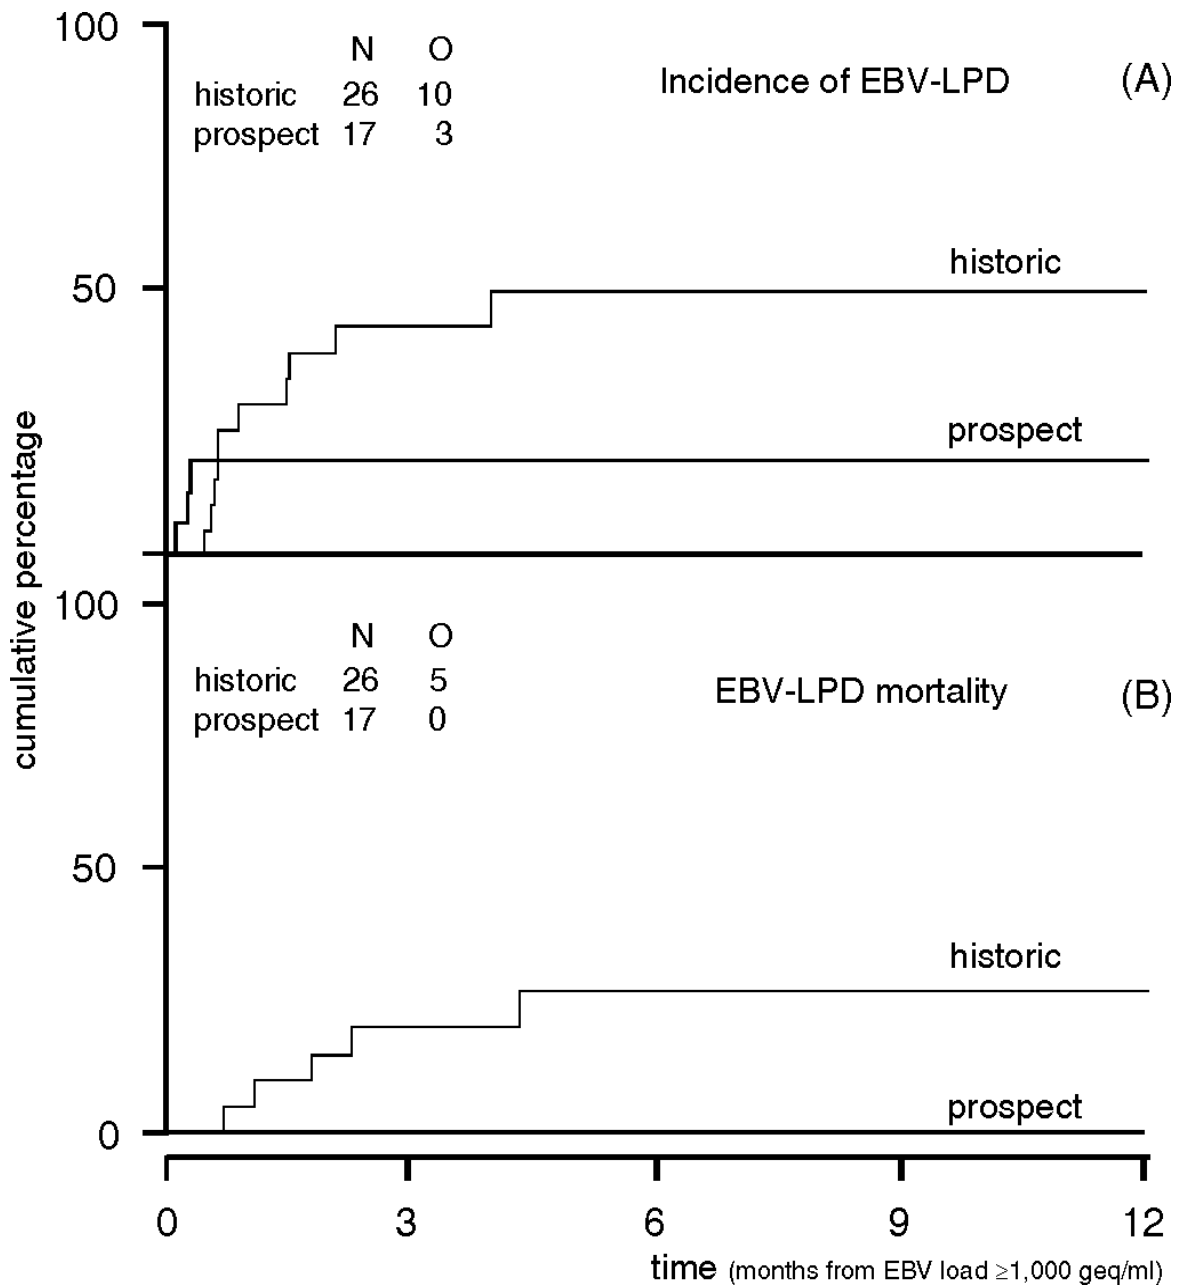 100
N O
historic 26 10
prospect 17 3
Incidence of EBV-LPD
(A)
historic
50
prospect
cumulative percentage
100
N O
historic 26 5
prospect 17 0
EBV-LPD mortality
(B)
50
historic
prospect
0
0 3 6 9 12
time (months from EBV load ≥1,000 geq/ml)